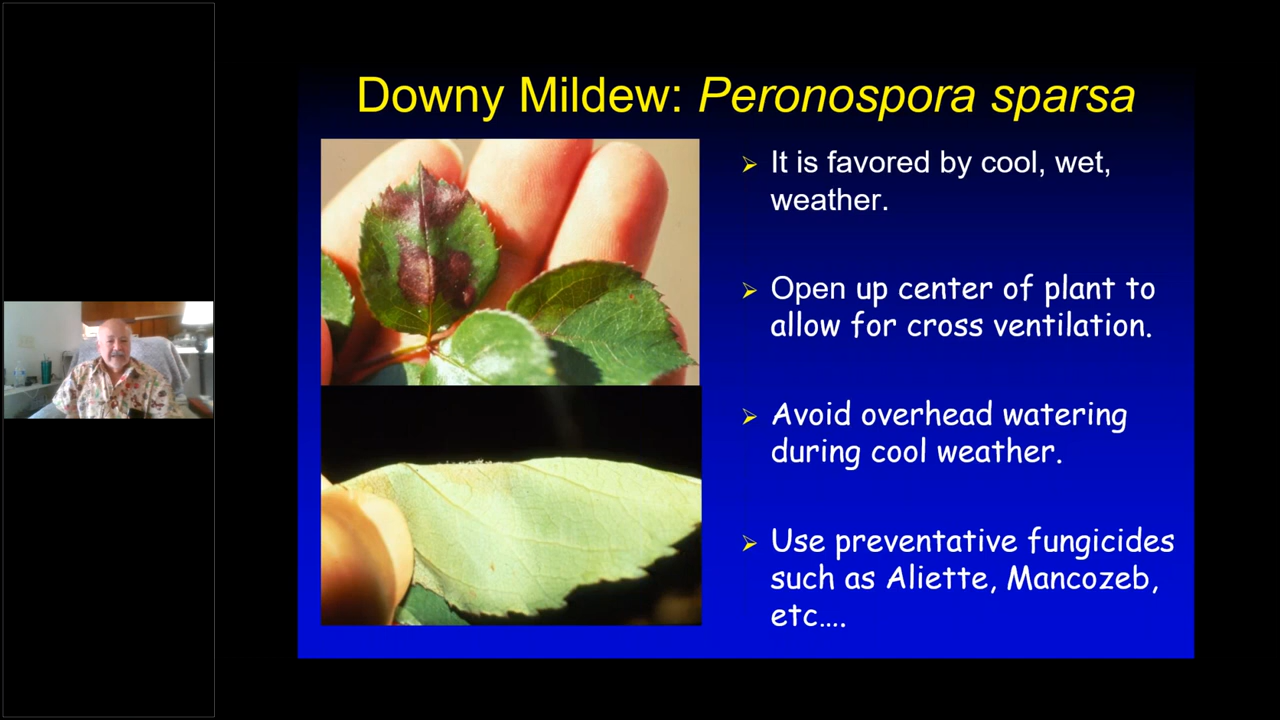 Downy Mildew: Peronospora sparsa
It is favored by cool, wet,
weather.
Open up center of plant to
allow for cross ventilation.
Avoid overhead watering
during cool weather.
Use preventative fungicides
such as Aliette, Mancozeb,
etc....